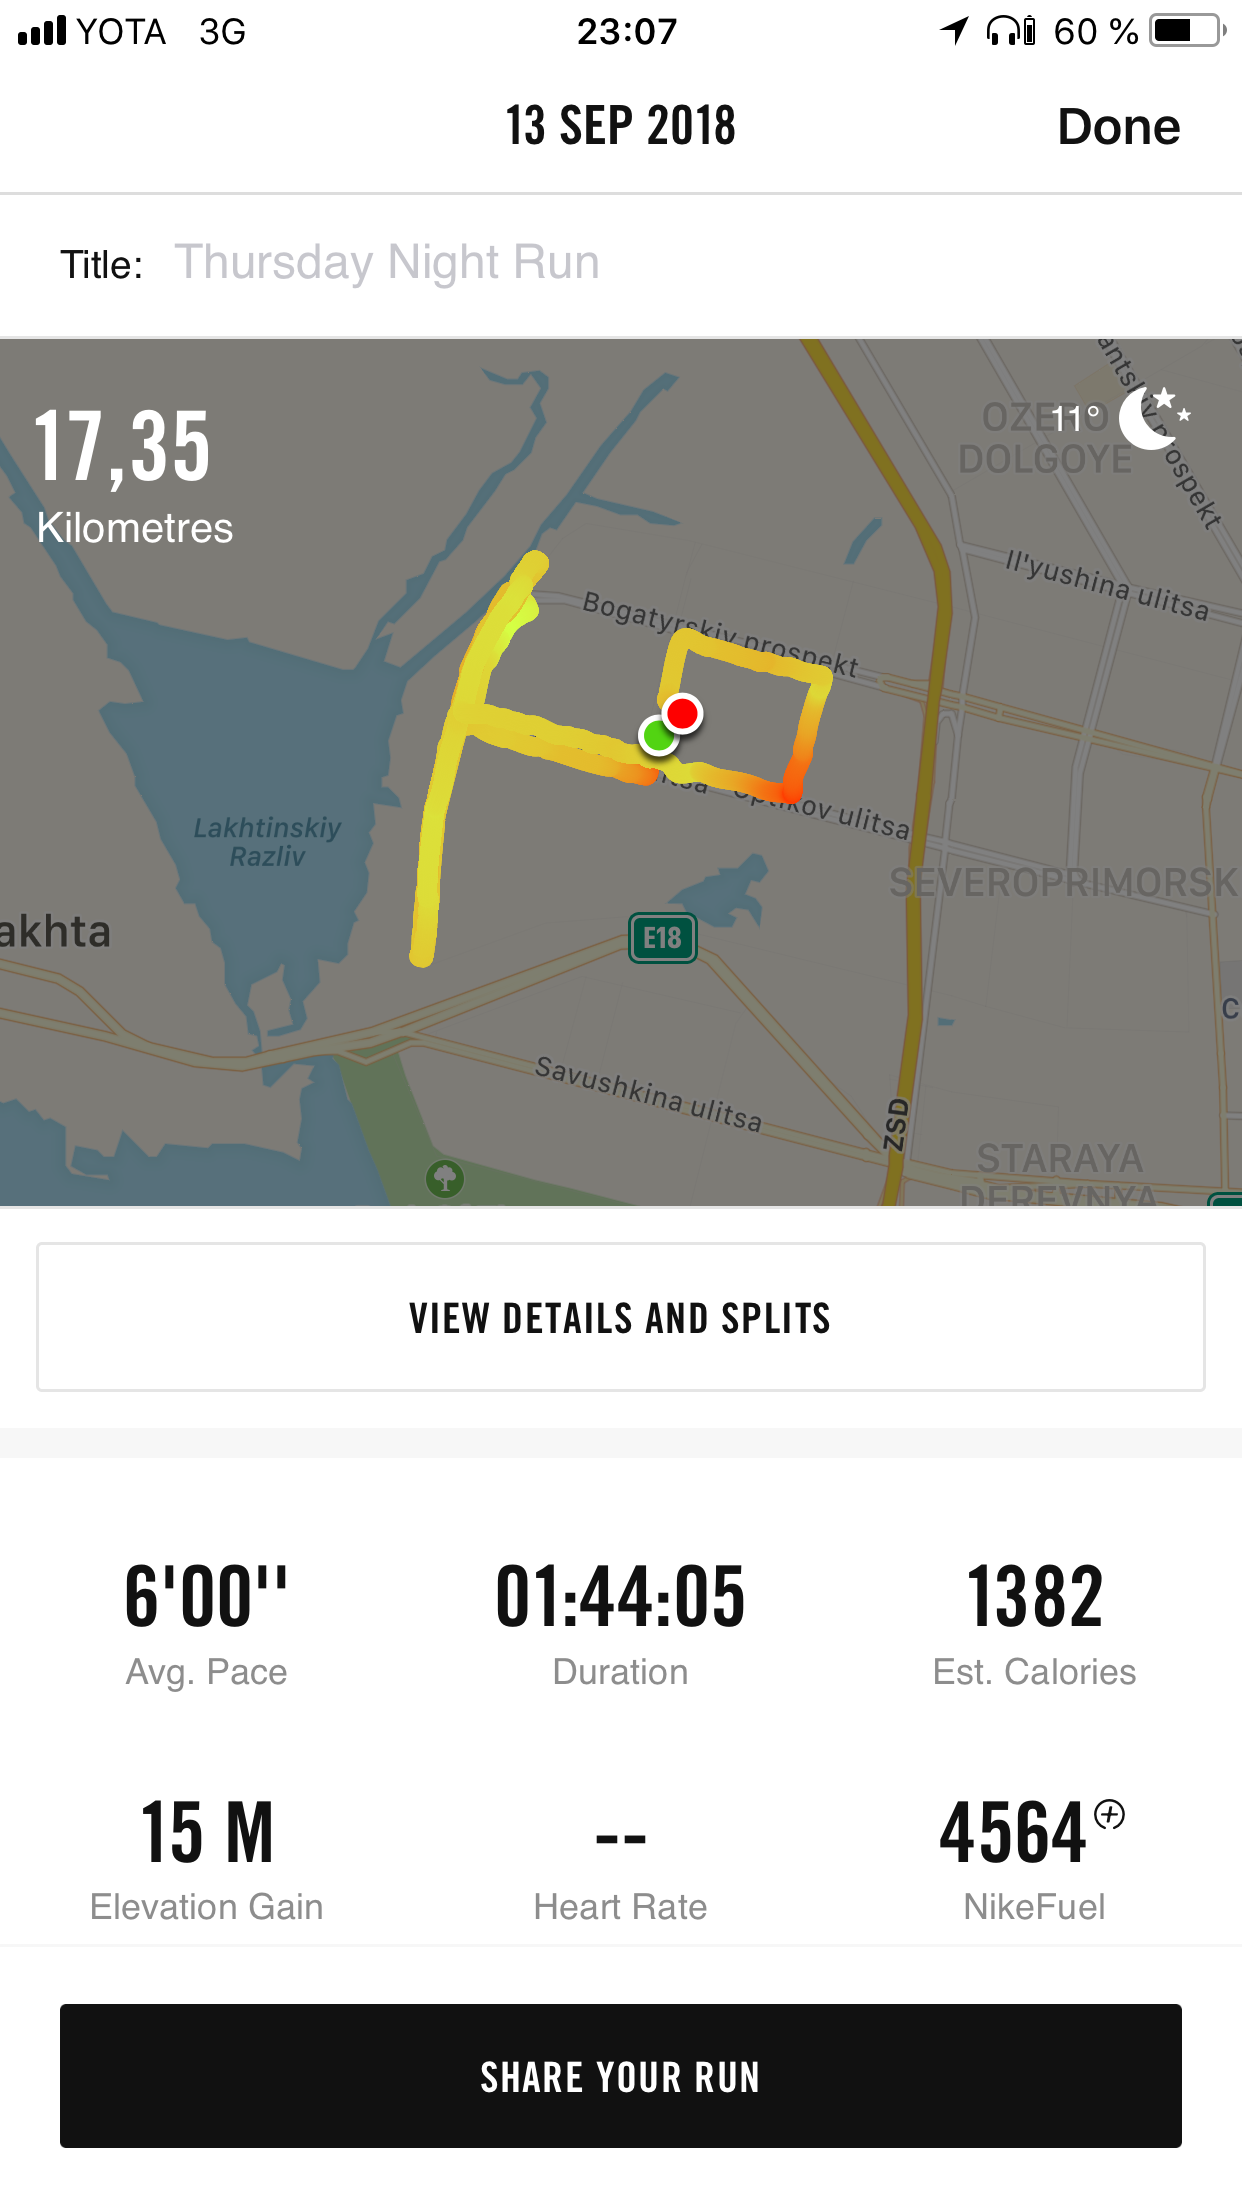 YOTA 3G 23:07 60 %
13 SEP 2018 Done
Title: Thursday Night Run
17,35
Kilometres
11°
OZERO
DOLGOYE
antskiy prospekt
Il'yushina ulitsa
Bogatyrskiy prospekt
Optikov ulitsa
Lakhtinskiy
Razliv
SEVEROPRIMORSK
akhta
E18
Savushkina ulitsa
ZSD
STARAYA
DEREVNYA
VIEW DETAILS AND SPLITS
6'00'' 01:44:05 1382
Avg. Pace Duration Est. Calories
15 M -- 4564
Elevation Gain Heart Rate NikeFuel
SHARE YOUR RUN